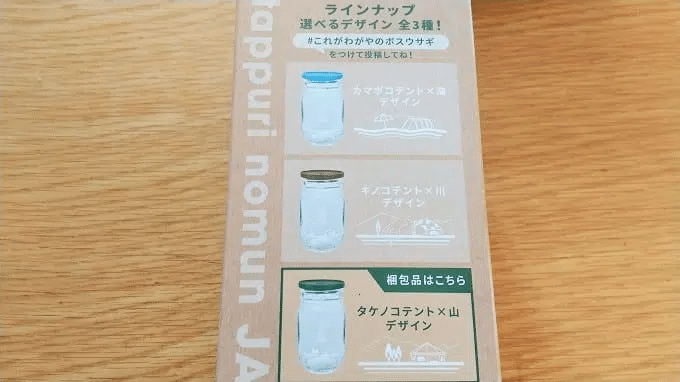 tappuri nomun JA
ラインナップ
選べるデザイン 全3種！
#これがわがやのボスウサギ
をつけて投稿してね！
カマボコテント×海
デザイン
キノコテント×川
デザイン
梱包品はこちら
タケノコテント×山
デザイン